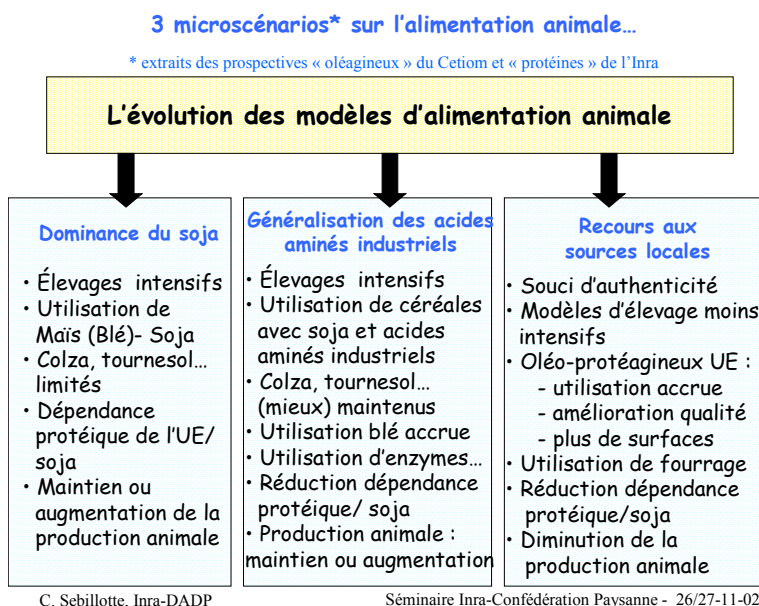 3 microscénarios* sur l'alimentation animale…
* extraits des prospectives « oléagineux » du Cetiom et « protéines » de l'Inra
L'évolution des modèles d'alimentation animale
Dominance du soja
• Élevages intensifs
• Utilisation de
Maïs (Blé)- Soja
• Colza, tournesol…
limités
• Dépendance
protéique de l'UE/
soja
• Maintien ou
augmentation de la
production animale
Généralisation des acides
aminés industriels
• Élevages intensifs
• Utilisation de céréales
avec soja et acides
aminés industriels
• Colza, tournesol…
(mieux) maintenus
• Utilisation blé accrue
• Utilisation d'enzymes…
• Réduction dépendance
protéique/ soja
• Production animale :
maintien ou augmentation
Recours aux
sources locales
• Souci d'authenticité
• Modèles d'élevage moins
intensifs
• Oléo-protéagineux UE :
- utilisation accrue
- amélioration qualité
- plus de surfaces
• Utilisation de fourrage
• Réduction dépendance
protéique/soja
• Diminution de la
production animale
C. Sebillotte, Inra-DADP
Séminaire Inra-Confédération Paysanne - 26/27-11-02